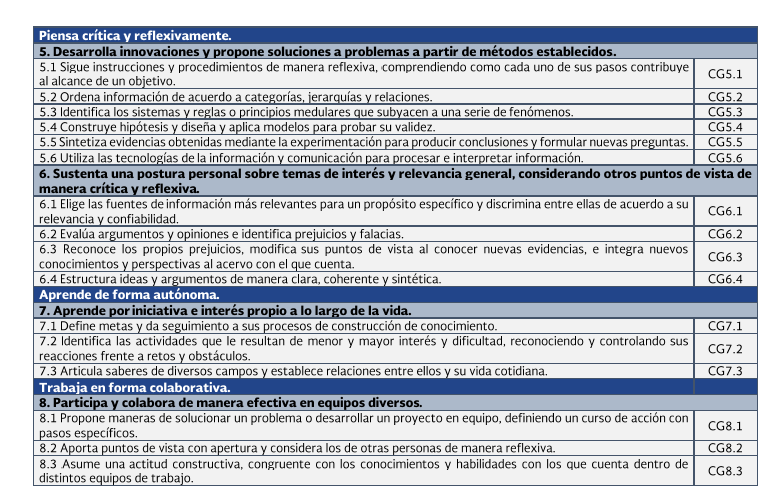 Piensa crítica y reflexivamente.
5. Desarrolla innovaciones y propone soluciones a problemas a partir de métodos establecidos.
5.1 Sigue instrucciones y procedimientos de manera reflexiva, comprendiendo como cada uno de sus pasos contribuye
al alcance de un objetivo.
CG5.1
5.2 Ordena información de acuerdo a categorías, jerarquías y relaciones.
CG5.2
5.3 Identifica los sistemas y reglas o principios medulares que subyacen a una serie de fenómenos.
CG5.3
5.4 Construye hipótesis y diseña y aplica modelos para probar su validez.
CG5.4
5.5 Sintetiza evidencias obtenidas mediante la experimentación para producir conclusiones y formular nuevas preguntas.
CG5.5
5.6 Utiliza las tecnologías de la información y comunicación para procesar e interpretar información.
CG5.6
6. Sustenta una postura personal sobre temas de interés y relevancia general, considerando otros puntos de vista de
manera crítica y reflexiva.
6.1 Elige las fuentes de información más relevantes para un propósito específico y discrimina entre ellas de acuerdo a su
relevancia y confiabilidad.
CG6.1
6.2 Evalúa argumentos y opiniones e identifica prejuicios y falacias.
CG6.2
6.3 Reconoce los propios prejuicios, modifica sus puntos de vista al conocer nuevas evidencias, e integra nuevos
conocimientos y perspectivas al acervo con el que cuenta.
CG6.3
6.4 Estructura ideas y argumentos de manera clara, coherente y sintética.
CG6.4
Aprende de forma autónoma.
7. Aprende por iniciativa e interés propio a lo largo de la vida.
7.1 Define metas y da seguimiento a sus procesos de construcción de conocimiento.
CG7.1
7.2 Identifica las actividades que le resultan de menor y mayor interés y dificultad, reconociendo y controlando sus
reacciones frente a retos y obstáculos.
CG7.2
7.3 Articula saberes de diversos campos y establece relaciones entre ellos y su vida cotidiana.
CG7.3
Trabaja en forma colaborativa.
8. Participa y colabora de manera efectiva en equipos diversos.
8.1 Propone maneras de solucionar un problema o desarrollar un proyecto en equipo, definiendo un curso de acción con
pasos específicos.
CG8.1
8.2 Aporta puntos de vista con apertura y considera los de otras personas de manera reflexiva.
CG8.2
8.3 Asume una actitud constructiva, congruente con los conocimientos y habilidades con los que cuenta dentro de
distintos equipos de trabajo.
CG8.3